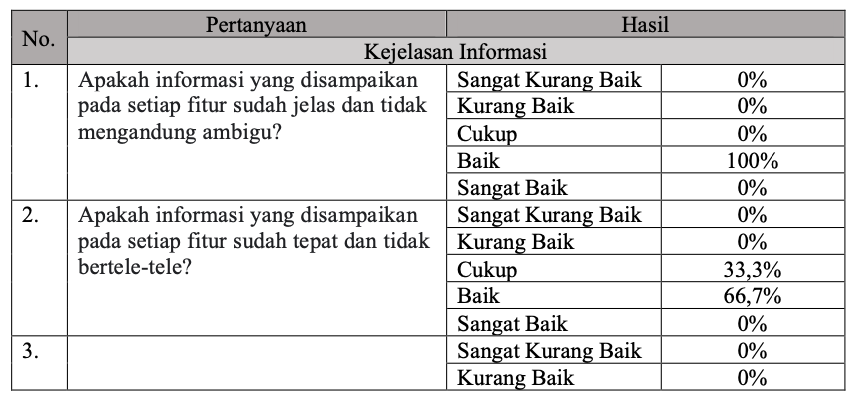 No. Pertanyaan Hasil
Kejelasan Informasi
1. Apakah informasi yang disampaikan Sangat Kurang Baik 0%
pada setiap fitur sudah jelas dan tidak Kurang Baik 0%
mengandung ambigu? Cukup 0%
Baik 100%
Sangat Baik 0%
2. Apakah informasi yang disampaikan Sangat Kurang Baik 0%
pada setiap fitur sudah tepat dan tidak Kurang Baik 0%
bertele-tele? Cukup 33,3%
Baik 66,7%
Sangat Baik 0%
3. Sangat Kurang Baik 0%
Kurang Baik 0%